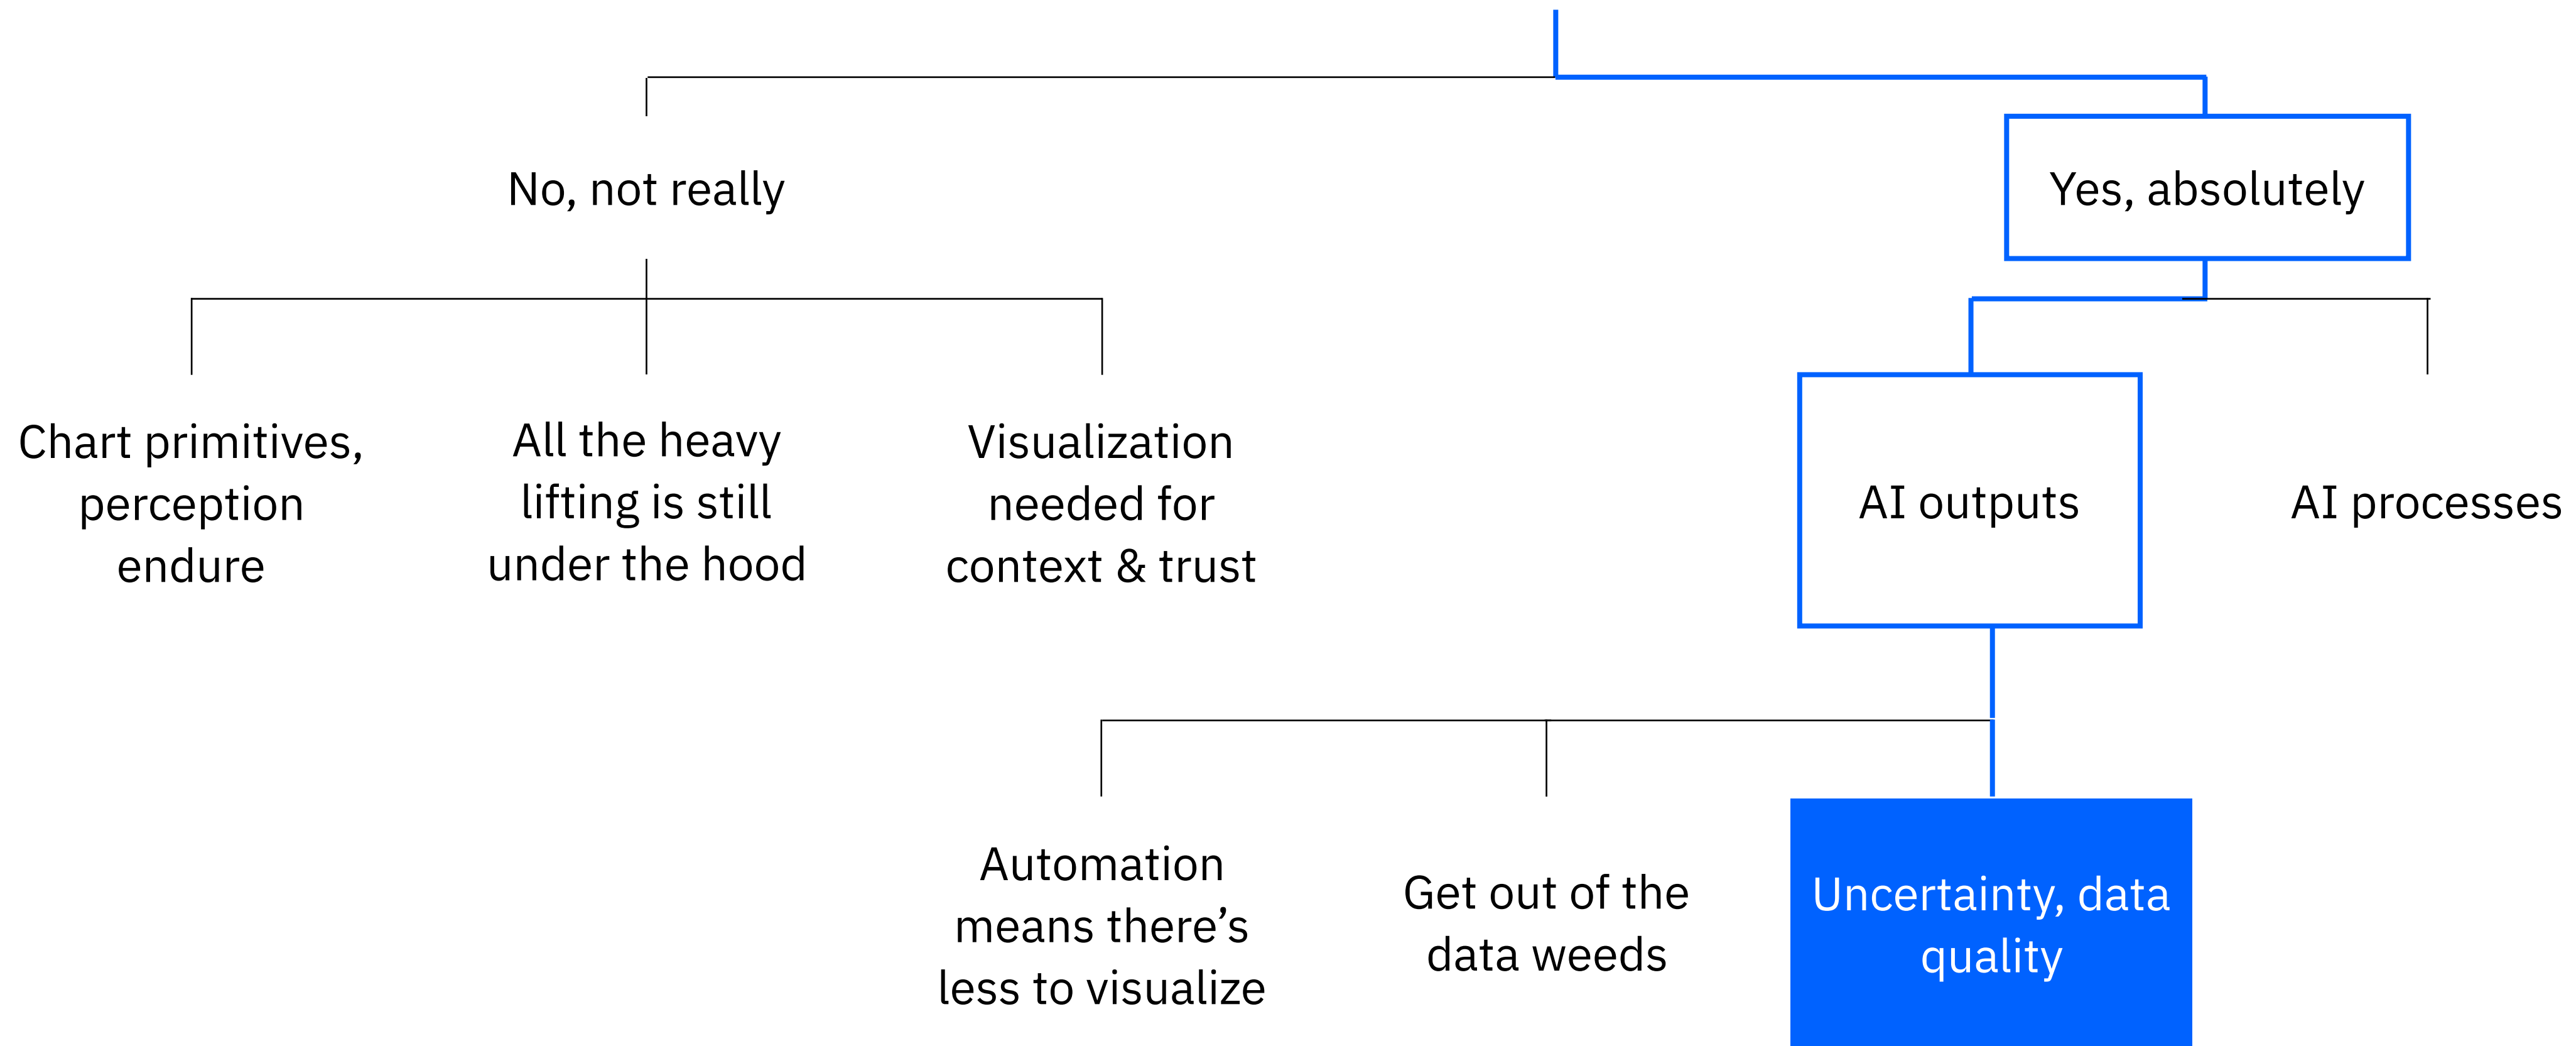 No, not really
Yes, absolutely
Chart primitives,
perception
endure
All the heavy
lifting is still
under the hood
Visualization
needed for
context & trust
AI outputs
AI processes
Automation
means there’s
less to visualize
Get out of the
data weeds
Uncertainty, data
quality